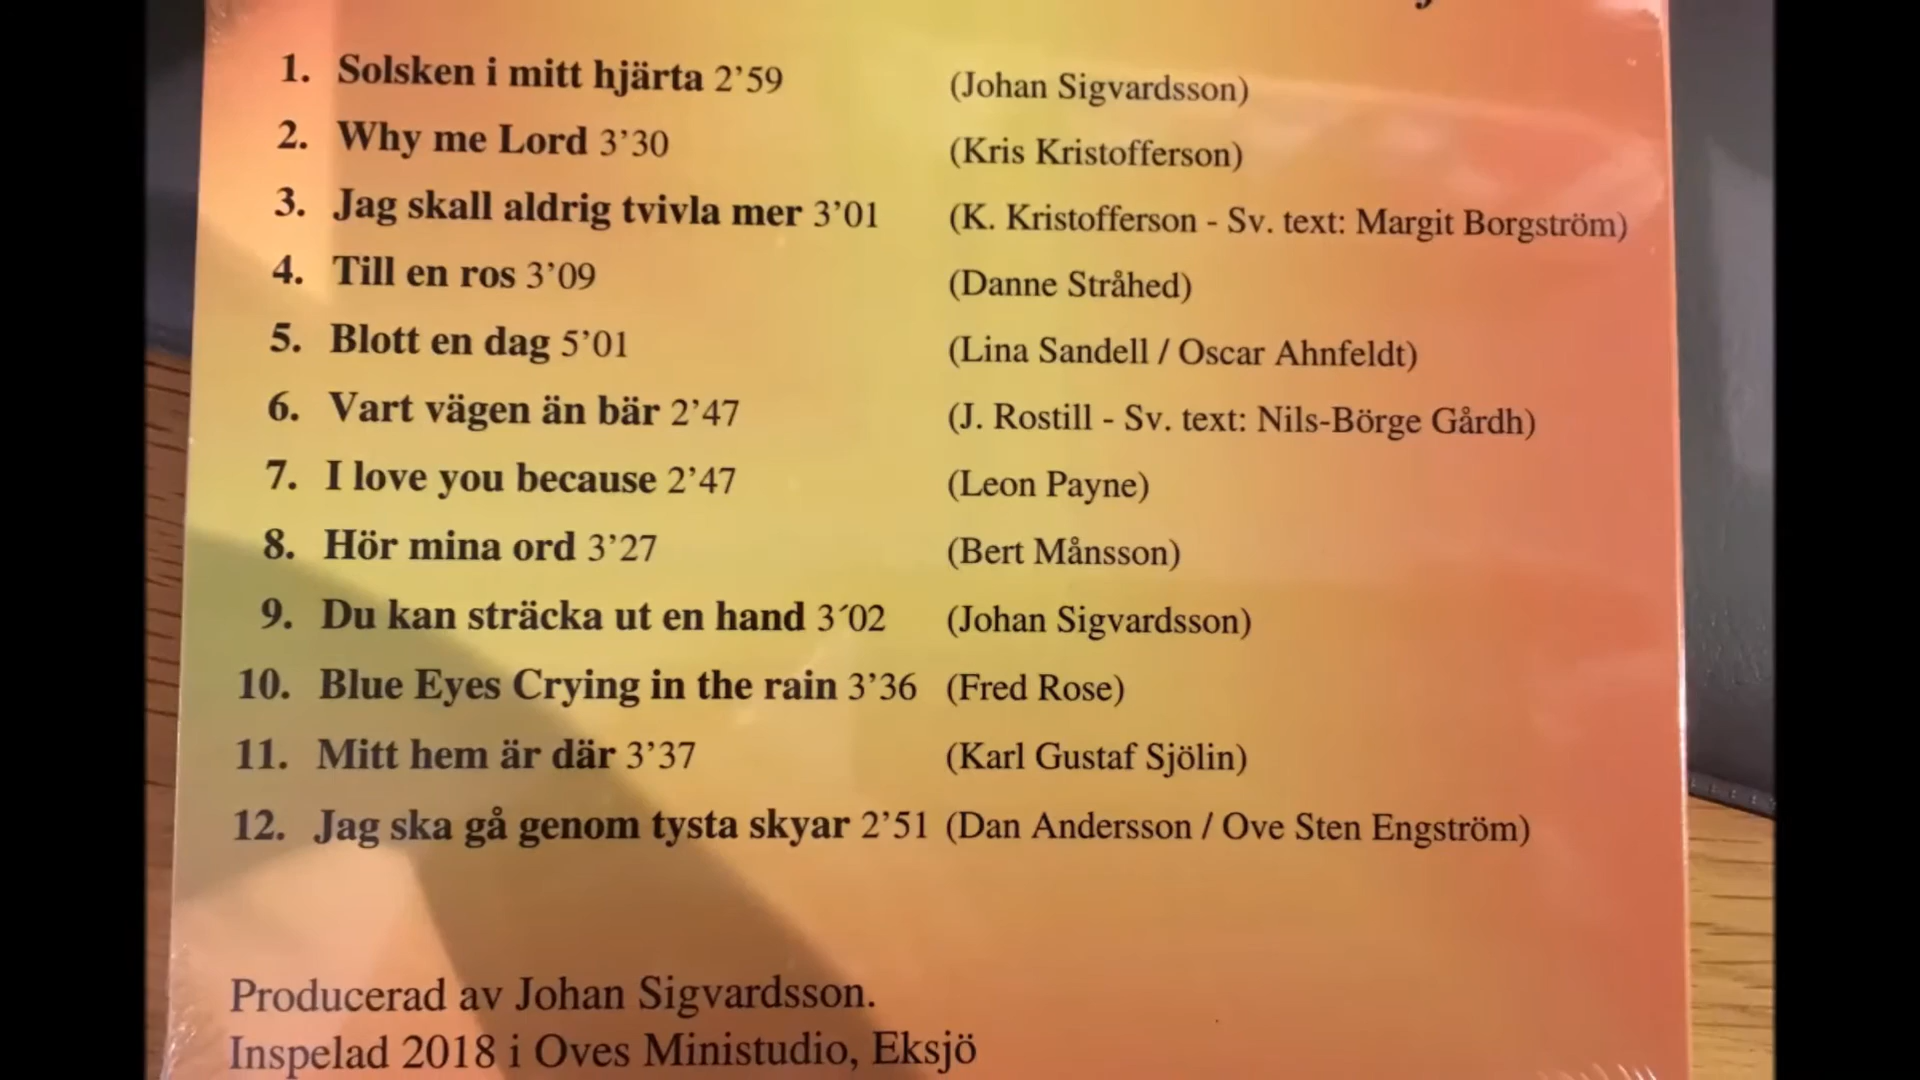 1. Solsken i mitt hjärta 2’59 (Johan Sigvardsson)
2. Why me Lord 3’30 (Kris Kristofferson)
3. Jag skall aldrig tvivla mer 3’01 (K. Kristofferson - Sv. text: Margit Borgström)
4. Till en ros 3’09 (Danne Stråhed)
5. Blott en dag 5’01 (Lina Sandell / Oscar Ahnfeldt)
6. Vart vägen än bär 2’47 (J. Rostill - Sv. text: Nils-Börge Gårdh)
7. I love you because 2’47 (Leon Payne)
8. Hör mina ord 3’27 (Bert Månsson)
9. Du kan sträcka ut en hand 3´02 (Johan Sigvardsson)
10. Blue Eyes Crying in the rain 3’36 (Fred Rose)
11. Mitt hem är där 3’37 (Karl Gustaf Sjölin)
12. Jag ska gå genom tysta skyar 2’51 (Dan Andersson / Ove Sten Engström)
Producerad av Johan Sigvardsson.
Inspelad 2018 i Oves Ministudio, Eksjö